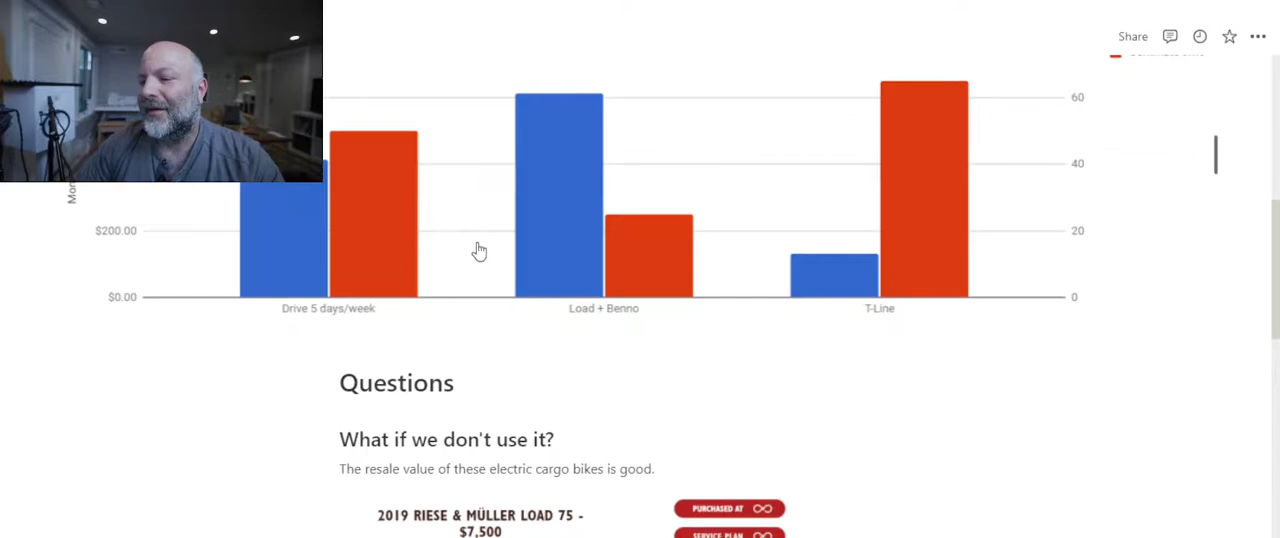 Share
60
40
$200.00
20
$0.00
0
Drive 5 days/week
Load + Benno
T-Line
Questions
What if we don't use it?
The resale value of these electric cargo bikes is good.
2019 RIESE & MÜLLER LOAD 75 -
$7,500
PURCHASED AT
SERVICE PLAN